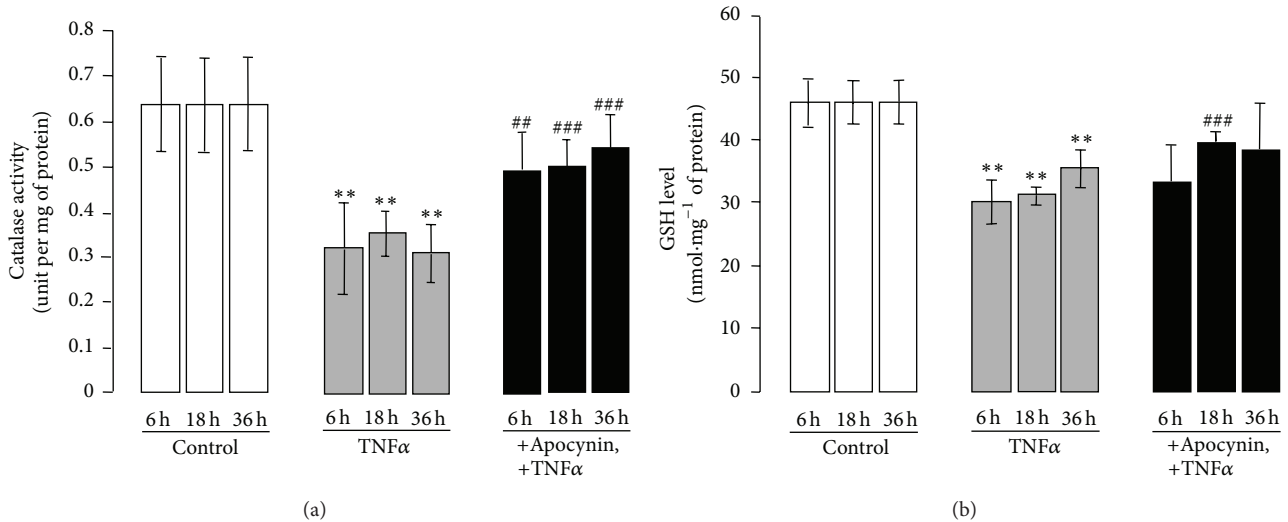 Catalase activity
(unit per mg of protein)
0.8
0.7
0.6
0.5
0.4
0.3
0.2
0.1
0
**
**
**
##
###
###
6 h 18 h 36 h
Control
6 h 18 h 36 h
TNFα
6 h 18 h 36 h
+Apocynin,
+TNFα
(a)
GSH level
(nmol·mg⁻¹ of protein)
60
50
40
30
20
10
0
**
**
**
###
6 h 18 h 36 h
Control
6 h 18 h 36 h
TNFα
6 h 18 h 36 h
+Apocynin,
+TNFα
(b)